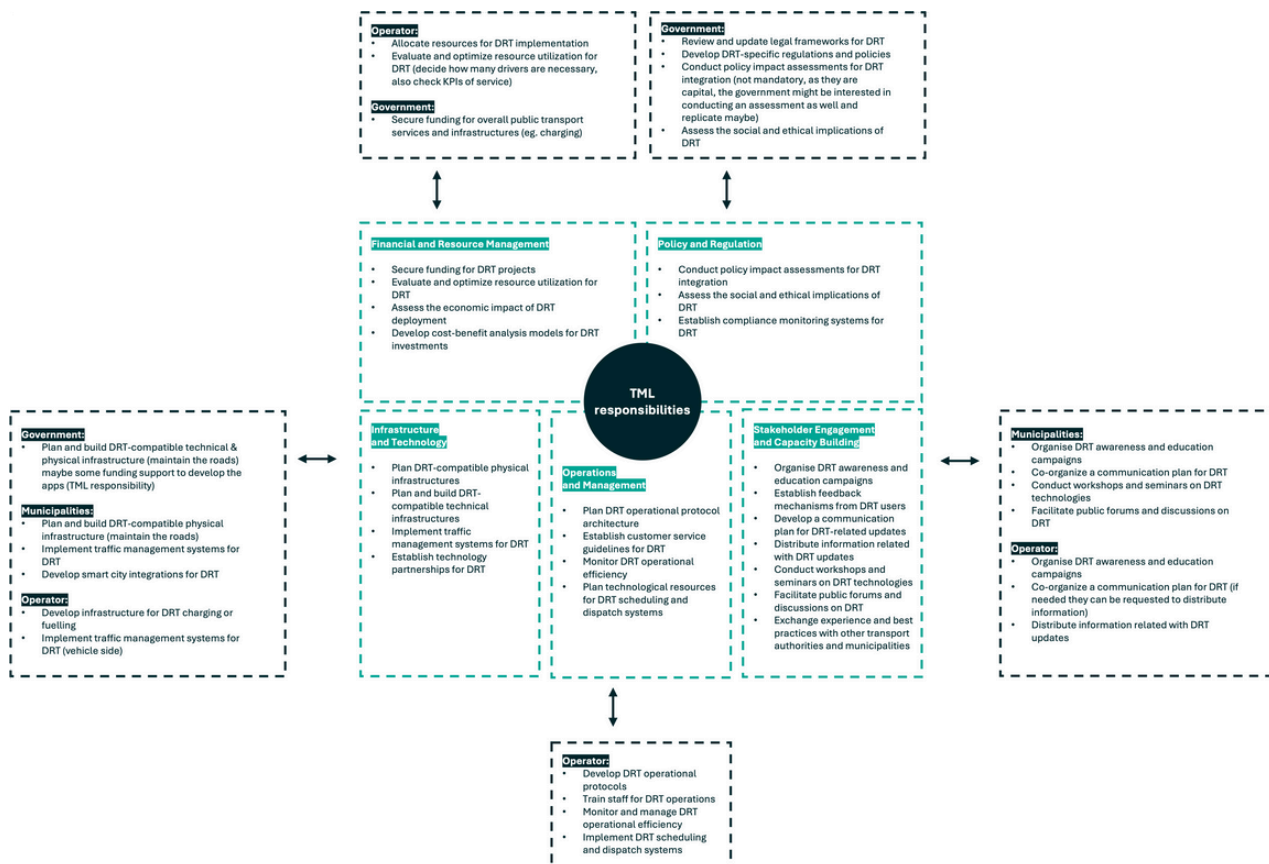 Operator:
• Allocate resources for DRT implementation
• Evaluate and optimize resource utilization for
DRT (decide how many drivers are necessary,
also check KPIs of service)
Government:
• Secure funding for overall public transport
services and infrastructures (eg. charging)
Government:
• Review and update legal frameworks for DRT
• Develop DRT-specific regulations and policies
• Conduct policy impact assessments for DRT
integration (not mandatory, as they are
capital, the government might be interested in
conducting an assessment as well and
replicate maybe)
• Assess the social and ethical implications of
DRT
Financial and Resource Management
• Secure funding for DRT projects
• Evaluate and optimize resource utilization for
DRT
• Assess the economic impact of DRT
deployment
• Develop cost-benefit analysis models for DRT
investments
Policy and Regulation
• Conduct policy impact assessments for DRT
integration
• Assess the social and ethical implications of
DRT
• Establish compliance monitoring systems for
DRT
TML
responsibilities
Government:
• Plan and build DRT-compatible technical &
physical infrastructure (maintain the roads)
maybe some funding support to develop the
apps (TML responsibility)
Municipalities:
• Plan and build DRT-compatible physical
infrastructure (maintain the roads)
• Implement traffic management systems for
DRT
• Develop smart city integrations for DRT
Operator:
• Develop infrastructure for DRT charging or
fuelling
• Implement traffic management systems for
DRT (vehicle side)
Infrastructure
and Technology
• Plan DRT-compatible physical
infrastructures
• Plan and build DRT-
compatible technical
infrastructures
• Implement traffic
management systems for DRT
• Establish technology
partnerships for DRT
Operations
and Management
• Plan DRT operational protocol
architecture
• Establish customer service
guidelines for DRT
• Monitor DRT operational
efficiency
• Plan technological resources
for DRT scheduling and
dispatch systems
Stakeholder Engagement
and Capacity Building
• Organise DRT awareness and
education campaigns
• Establish feedback
mechanisms from DRT users
• Develop a communication
plan for DRT-related updates
• Distribute information related
with DRT updates
• Conduct workshops and
seminars on DRT technologies
• Facilitate public forums and
discussions on DRT
• Exchange experience and best
practices with other transport
authorities and municipalities
Municipalities:
• Organise DRT awareness and education
campaigns
• Co-organize a communication plan for DRT
• Conduct workshops and seminars on DRT
technologies
• Facilitate public forums and discussions on
DRT
Operator:
• Organise DRT awareness and education
campaigns
• Co-organize a communication plan for DRT (if
needed they can be requested to distribute
information)
• Distribute information related with DRT
updates
Operator:
• Develop DRT operational
protocols
• Train staff for DRT operations
• Monitor and manage DRT
operational efficiency
• Implement DRT scheduling
and dispatch systems